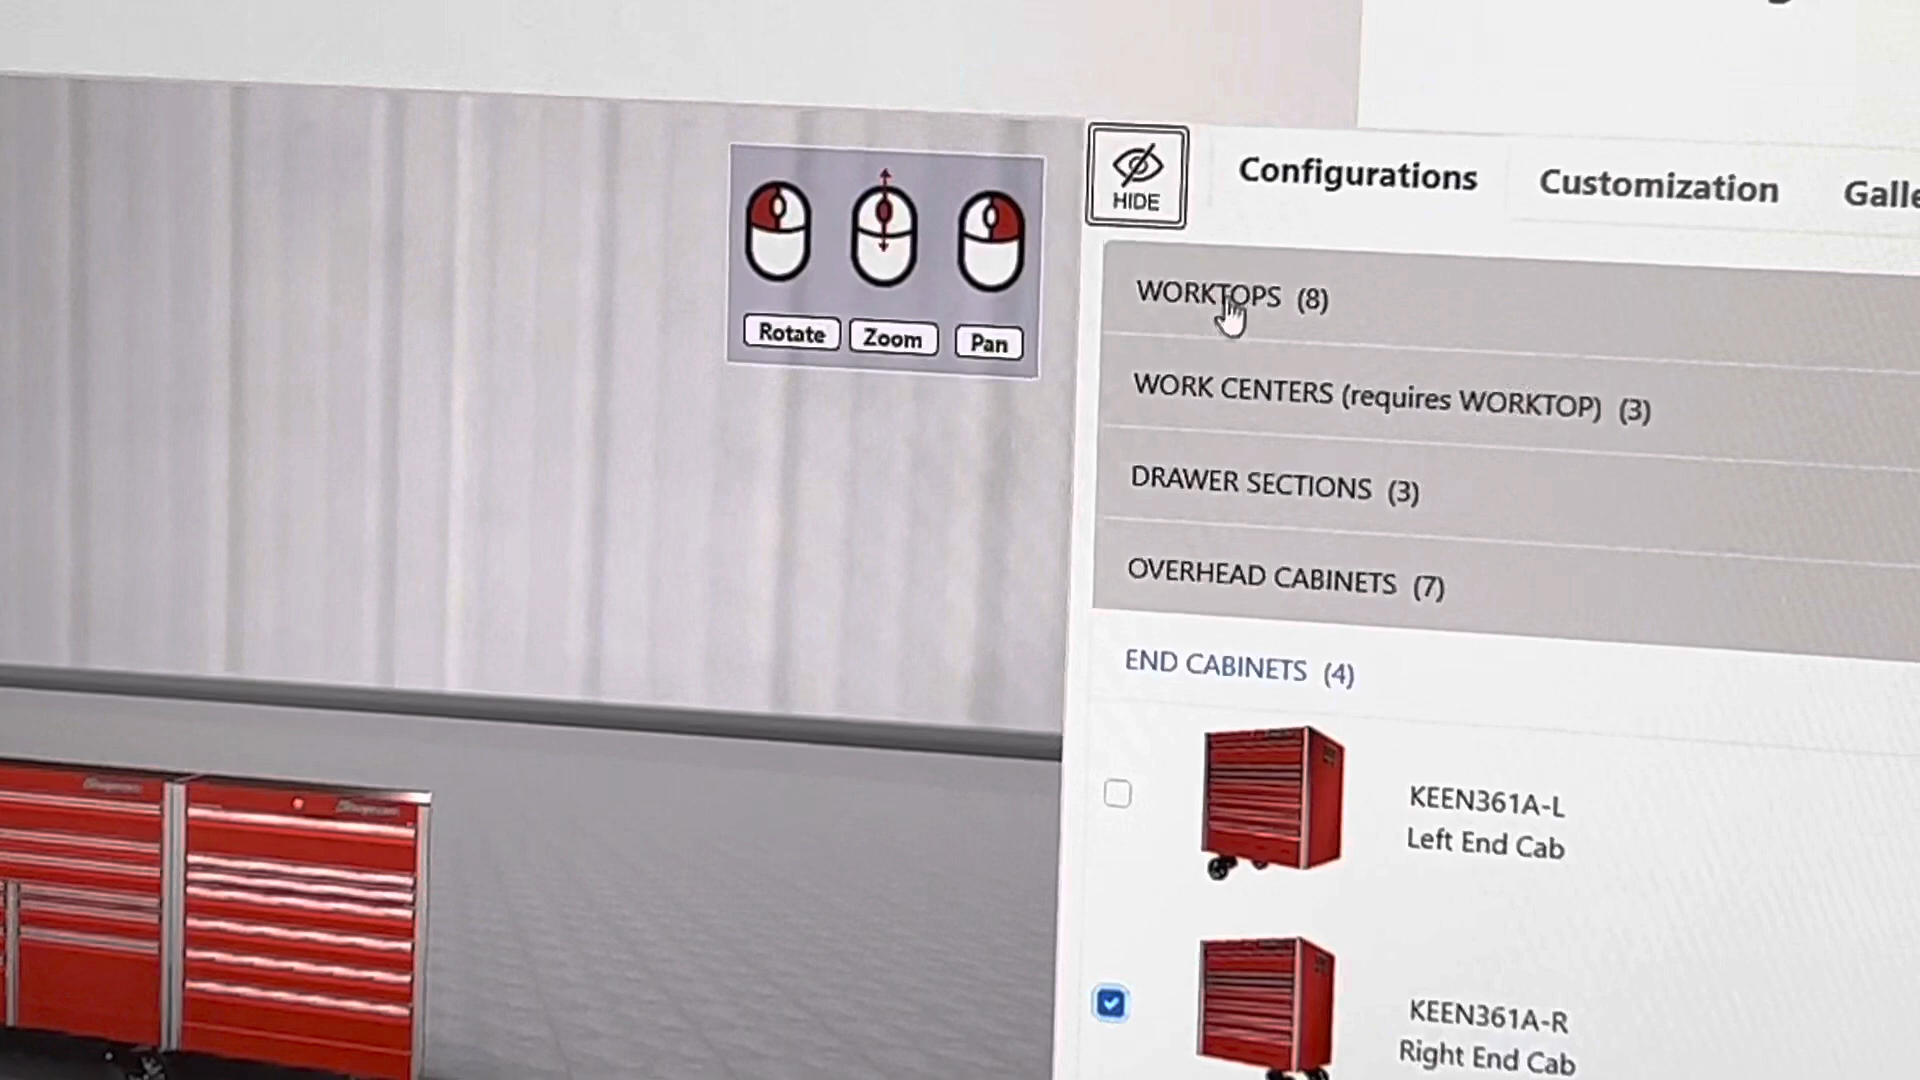 HIDE
Configurations
Customization
Rotate
Zoom
Pan
WORKTOPS (8)
WORK CENTERS (requires WORKTOP) (3)
DRAWER SECTIONS (3)
OVERHEAD CABINETS (7)
END CABINETS (4)
KEEN361A-L
Left End Cab
KEEN361A-R
Right End Cab